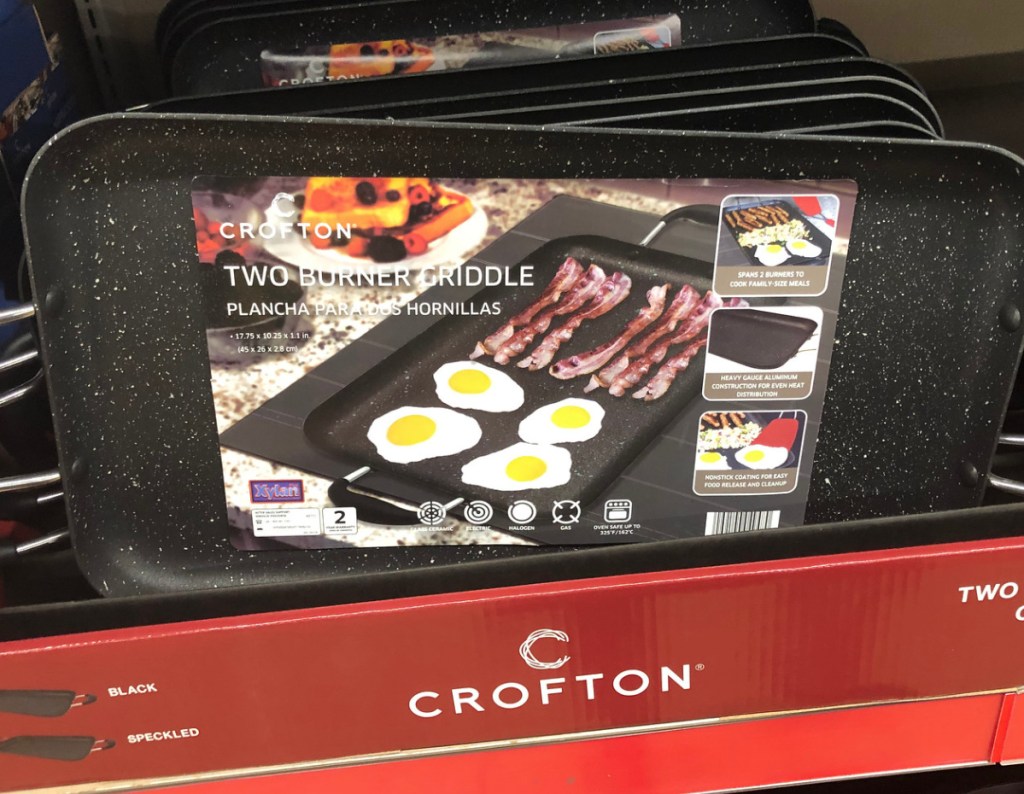 CROFTON
CROFTON
TWO BURNER GRIDDLE
PLANCHA PARA DOS HORNILLAS
• 17.75 x 10.25 x 1.1 in
(45 x 26 x 2.8 cm)
SPANS 2 BURNERS TO
COOK FAMILY-SIZE MEALS
HEAVY GAUGE ALUMINUM
CONSTRUCTION FOR EVEN HEAT
DISTRIBUTION
NONSTICK COATING FOR EASY
FOOD RELEASE AND CLEANUP
Xylan
2
CERAMIC
ELECTRIC
HALOGEN
GAS
OVEN SAFE UP TO
325°F/162°C
CROFTON®
BLACK
SPECKLED
TWO